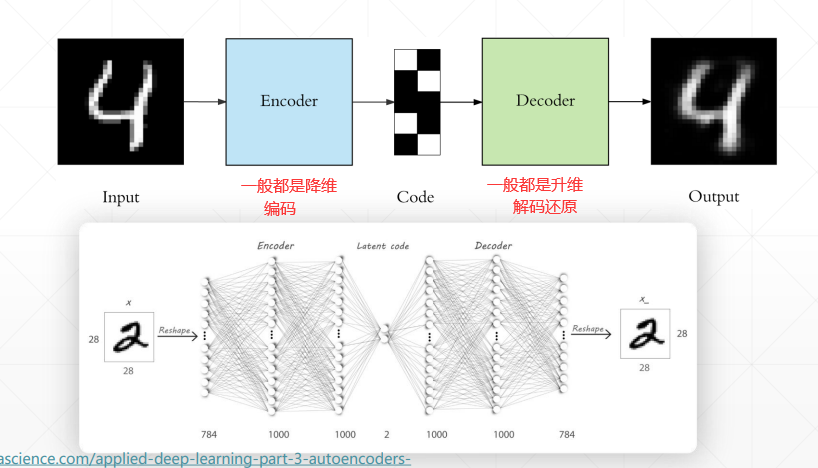 Encoder
Decoder
Input
一般都是降维
编码
Code
一般都是升维
解码还原
Output
Encoder
Latent code
Decoder
x
Reshape
28
28
x_
Reshape
28
28
784
1000
1000
2
1000
1000
784
ascience.com/applied-deep-learning-part-3-autoencoders-